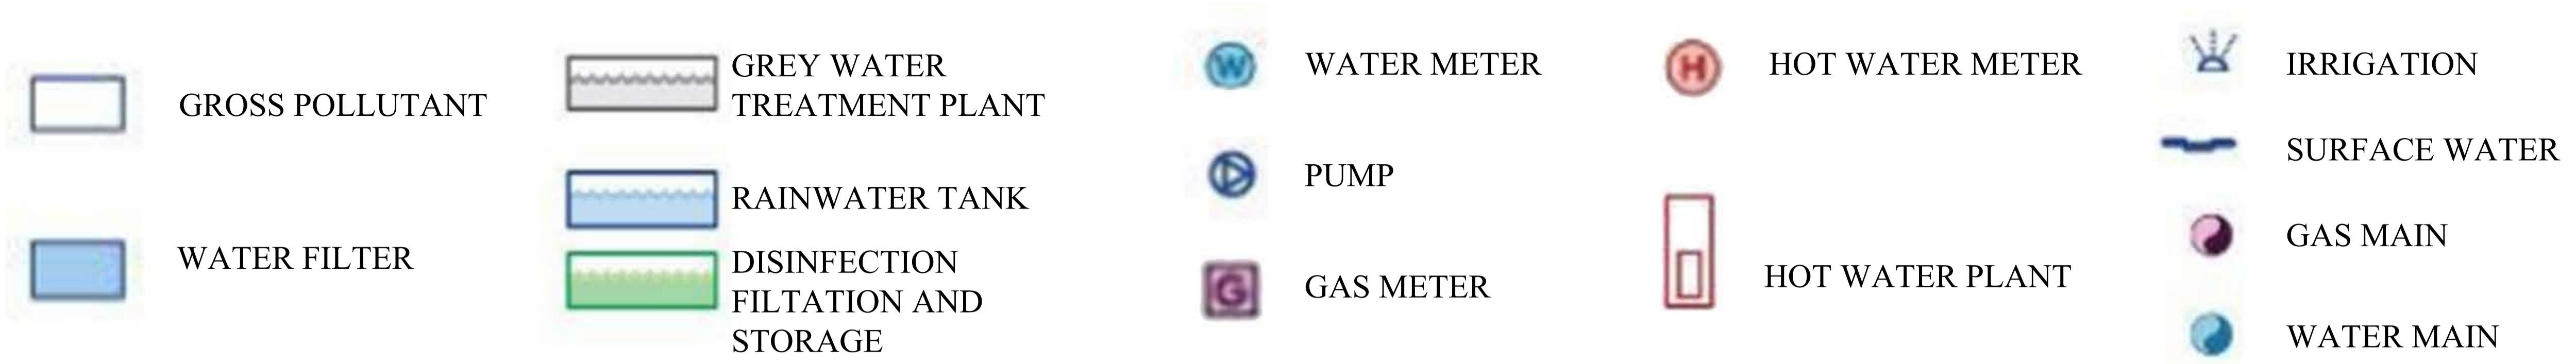 GROSS POLLUTANT
WATER FILTER
GREY WATER
TREATMENT PLANT
RAINWATER TANK
DISINFECTION
FILTATION AND
STORAGE
W
WATER METER
PUMP
G
GAS METER
H
HOT WATER METER
HOT WATER PLANT
IRRIGATION
SURFACE WATER
GAS MAIN
WATER MAIN